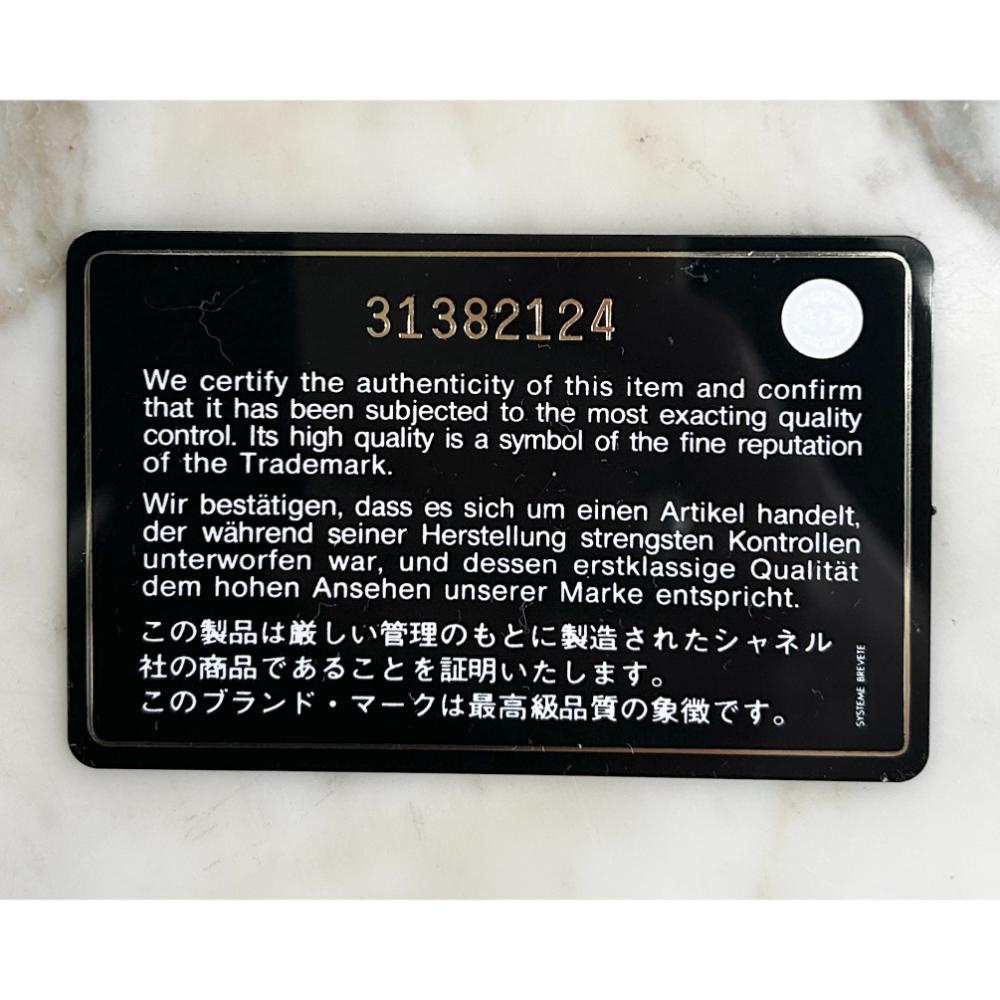 31382124
We certify the authenticity of this item and confirm
that it has been subjected to the most exacting quality
control. Its high quality is a symbol of the fine reputation
of the Trademark.
Wir bestätigen, dass es sich um einen Artikel handelt,
der während seiner Herstellung strengsten Kontrollen
unterworfen war, und dessen erstklassige Qualität
dem hohen Ansehen unserer Marke entspricht.
この製品は厳しい管理のもとに製造されたシャネル
社の商品であることを証明いたします。
このブランド・マークは最高級品質の象徴です。
SYSTEME BREVETE